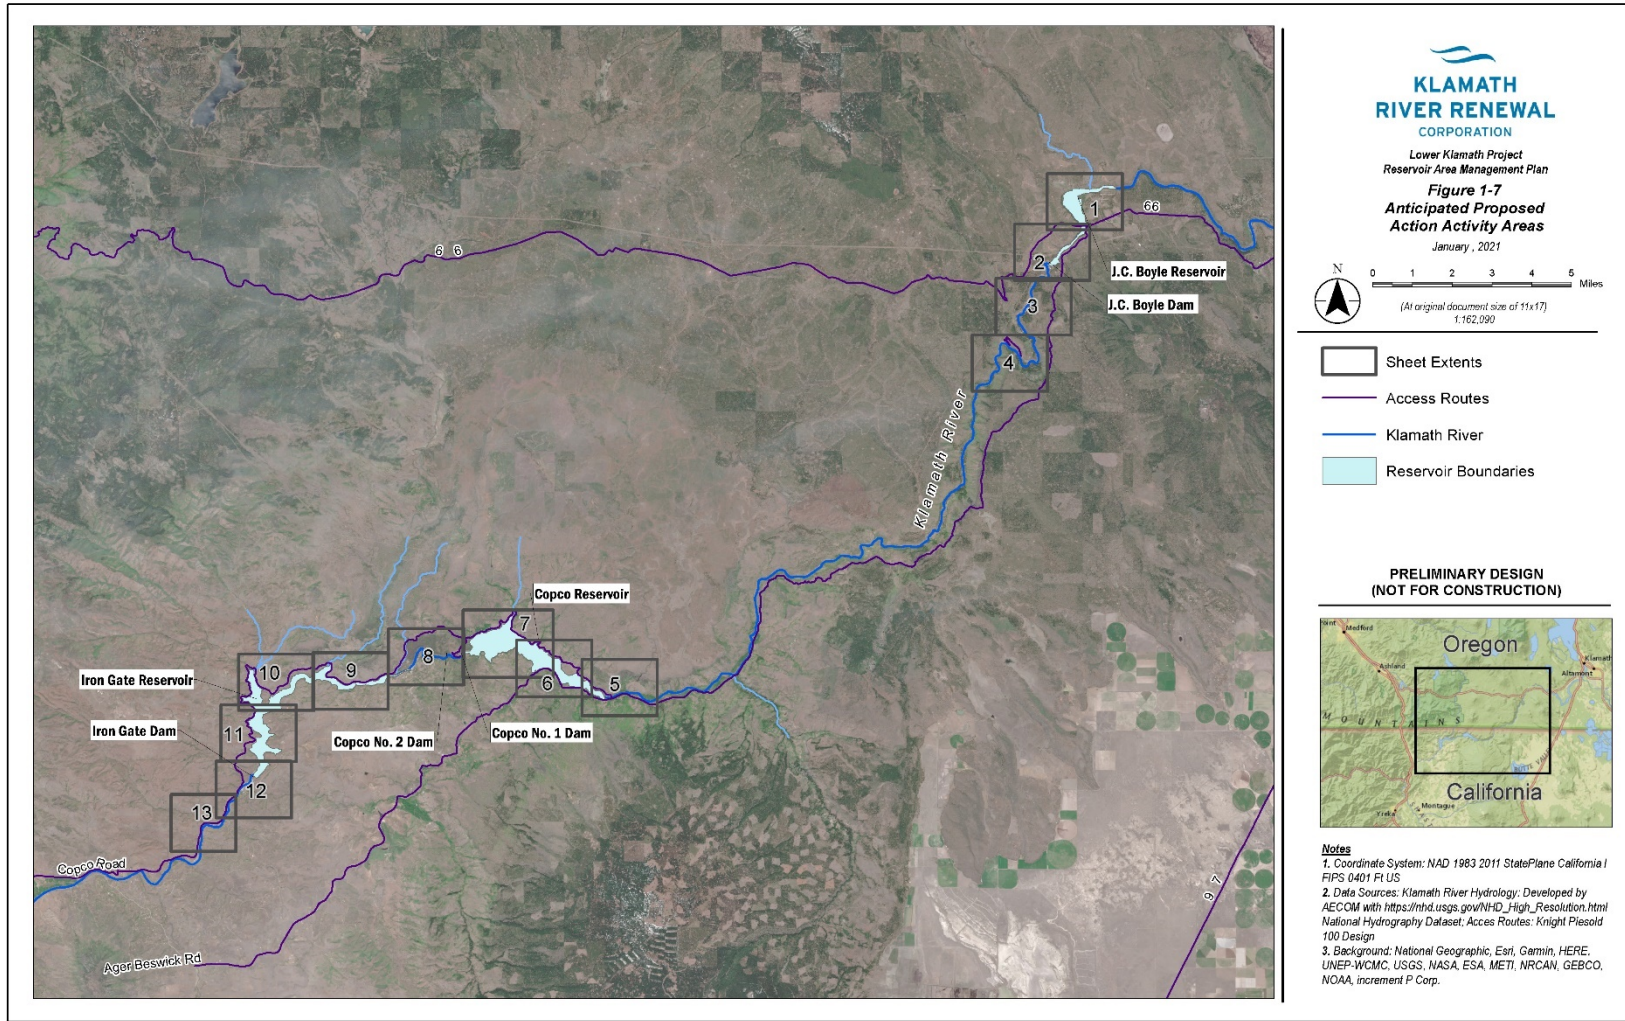 1
66
2
J.C. Boyle Reservoir
J.C. Boyle Dam
3
4
6 6
Klamath River
Copco Reservoir
7
8
9
10
Iron Gate Reservoir
6
5
11
Iron Gate Dam
Copco No. 2 Dam
Copco No. 1 Dam
12
13
Copco Road
Ager Beswick Rd
9 7
KLAMATH
RIVER RENEWAL
CORPORATION
Lower Klamath Project
Reservoir Area Management Plan
Figure 1-7
Anticipated Proposed
Action Activity Areas
January , 2021
N
0 1 2 3 4 5
Miles
(At original document size of 11x17)
1:162,090
Sheet Extents
Access Routes
Klamath River
Reservoir Boundaries
PRELIMINARY DESIGN
(NOT FOR CONSTRUCTION)
Point
Medford
Oregon
Ashland
Klamath
Altamont
MOUNTAINS
Yreka
Montague
California
Notes
1. Coordinate System: NAD 1983 2011 StatePlane California I
FIPS 0401 Ft US
2. Data Sources: Klamath River Hydrology: Developed by
AECOM with https://nhd.usgs.gov/NHD_High_Resolution.html
National Hydrography Dataset; Acces Routes: Knight Piesold
100 Design
3. Background: National Geographic, Esri, Garmin, HERE,
UNEP-WCMC, USGS, NASA, ESA, METI, NRCAN, GEBCO,
NOAA, increment P Corp.